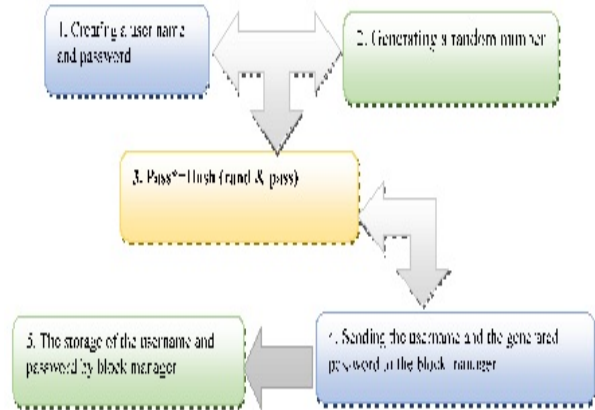 1. Creating a user name
and password
2. Generating a random number
3. Pass*=Hash (rand & pass)
4. Sending the username and the generated
password to the block manager
5. The storage of the username and
password by block manager